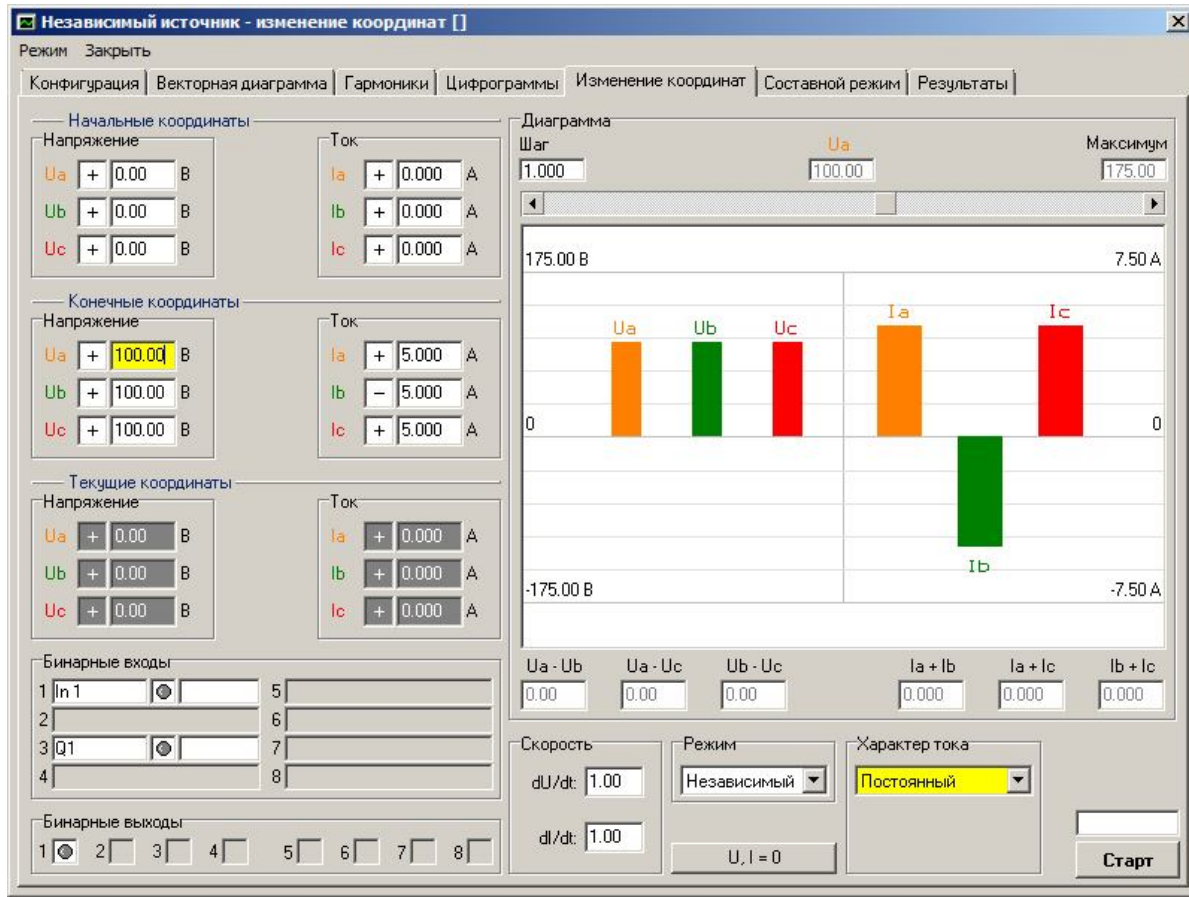 Независимый источник - изменение координат []
Режим Закрыть
Конфигурация Векторная диаграмма Гармоники Цифрограммы Изменение координат Составной режим Результаты
Начальные координаты
Напряжение Ток
Ua + 0.00 В Ia + 0.000 А
Ub + 0.00 В Ib + 0.000 А
Uc + 0.00 В Ic + 0.000 А
Конечные координаты
Напряжение Ток
Ua + 100.00 В Ia + 5.000 А
Ub + 100.00 В Ib − 5.000 А
Uc + 100.00 В Ic + 5.000 А
Текущие координаты
Напряжение Ток
Ua + 0.00 В Ia + 0.000 А
Ub + 0.00 В Ib + 0.000 А
Uc + 0.00 В Ic + 0.000 А
Бинарные входы
1 In 1 5
2 6
3 Q1 7
4 8
Бинарные выходы
1 2 3 4 5 6 7 8
Диаграмма
Шаг Ua Максимум
1.000 100.00 175.00
175.00 В 7.50 А
Ua Ub Uc Ia Ic
0 0
Ib
-175.00 В -7.50 А
Ua - Ub Ua - Uc Ub - Uc Ia + Ib Ia + Ic Ib + Ic
0.00 0.00 0.00 0.000 0.000 0.000
Скорость Режим Характер тока
dU/dt: 1.00 Независимый Постоянный
dI/dt: 1.00 U, I = 0 Старт